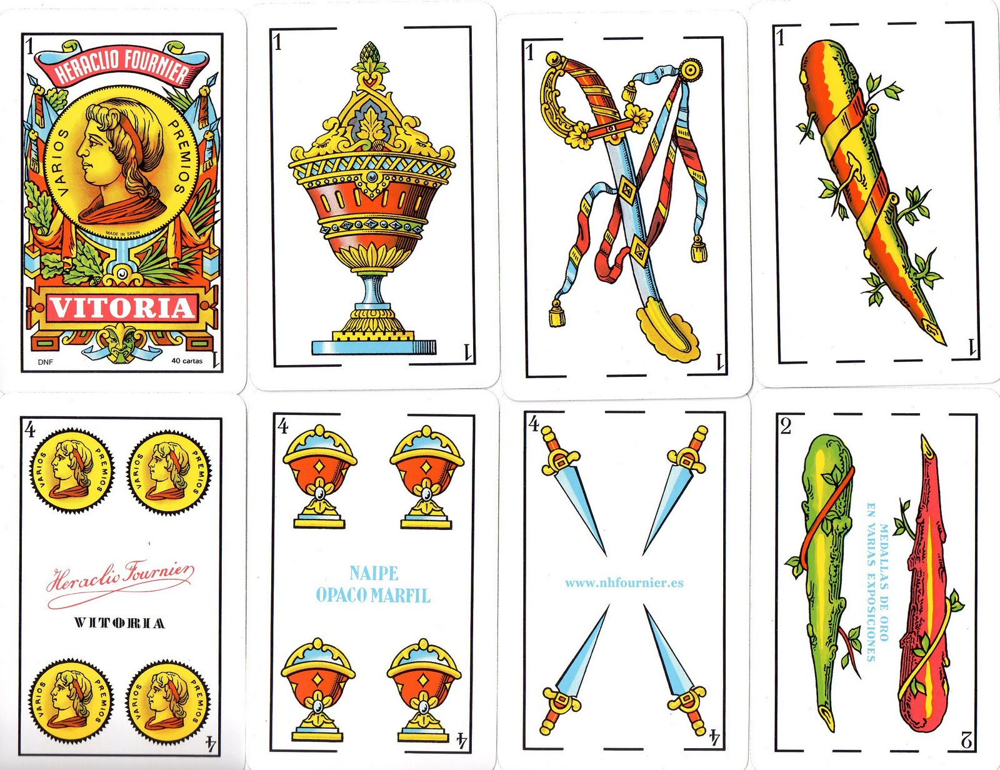 1
HERACLIO FOURNIER
VARIOS PREMIOS
MADE IN SPAIN
VITORIA
DNF
40 cartas
1
1
1
1
1
1
1
4
VARIOS PREMIOS
VARIOS PREMIOS
Heraclio Fournier
VITORIA
VARIOS PREMIOS
VARIOS PREMIOS
4
4
NAIPE
OPACO MARFIL
4
4
www.nhfournier.es
4
2
MEDALLAS DE ORO
EN VARIAS EXPOSICIONES
2